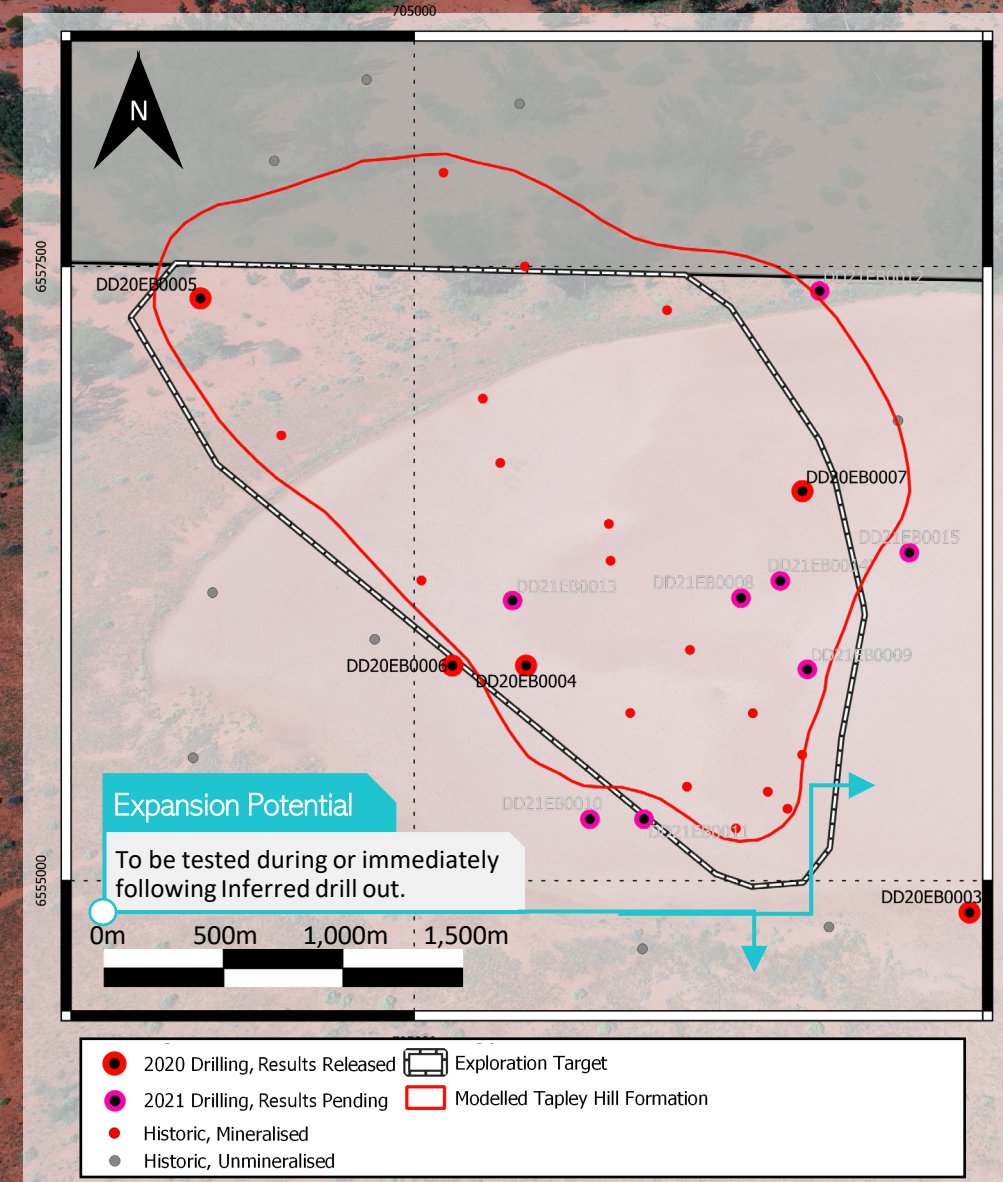 705000
N
6557500
DD21EB0012
DD20EB0005
DD20EB0007
DD21EB0015
DD21EB0014
DD21EB0008
DD21EB0013
DD21EB0009
DD20EB0006
DD20EB0004
Expansion Potential
DD21EB0010
DD21EB0011
To be tested during or immediately
following Inferred drill out.
6555000
DD20EB0003
0m 500m 1,000m 1,500m
2020 Drilling, Results Released Exploration Target
2021 Drilling, Results Pending Modelled Tapley Hill Formation
Historic, Mineralised
Historic, Unmineralised